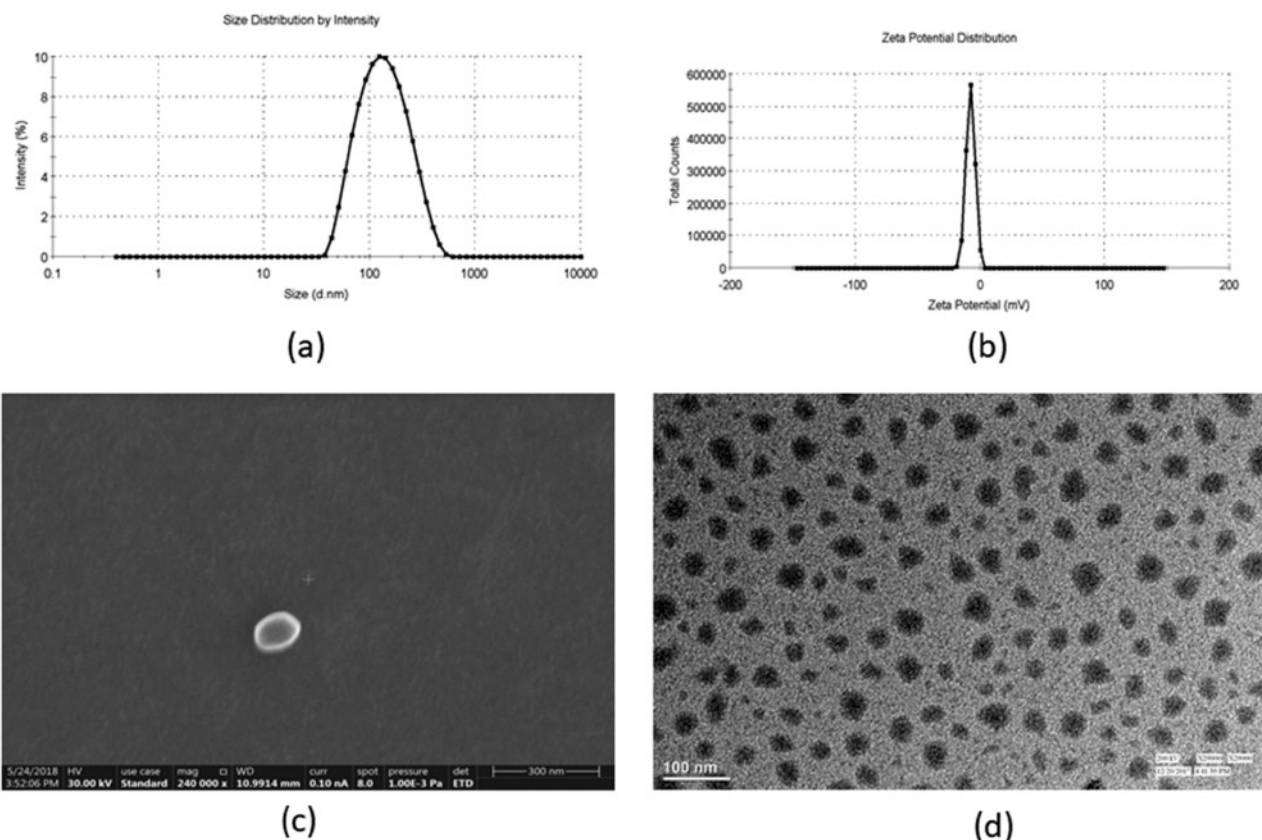 Size Distribution by Intensity
10
8
6
4
2
0
Intensity (%)
0.1 1 10 100 1000 10000
Size (d.nm)
(a)
Zeta Potential Distribution
600000
500000
400000
300000
200000
100000
0
Total Counts
-200 -100 0 100 200
Zeta Potential (mV)
(b)
5/24/2018 HV use case mag WD curr spot pressure det 300 nm
3:52:06 PM 30.00 kV Standard 240 000 x 10.9914 mm 0.10 nA 8.0 1.00E-3 Pa ETD
(c)
100 nm
(d)